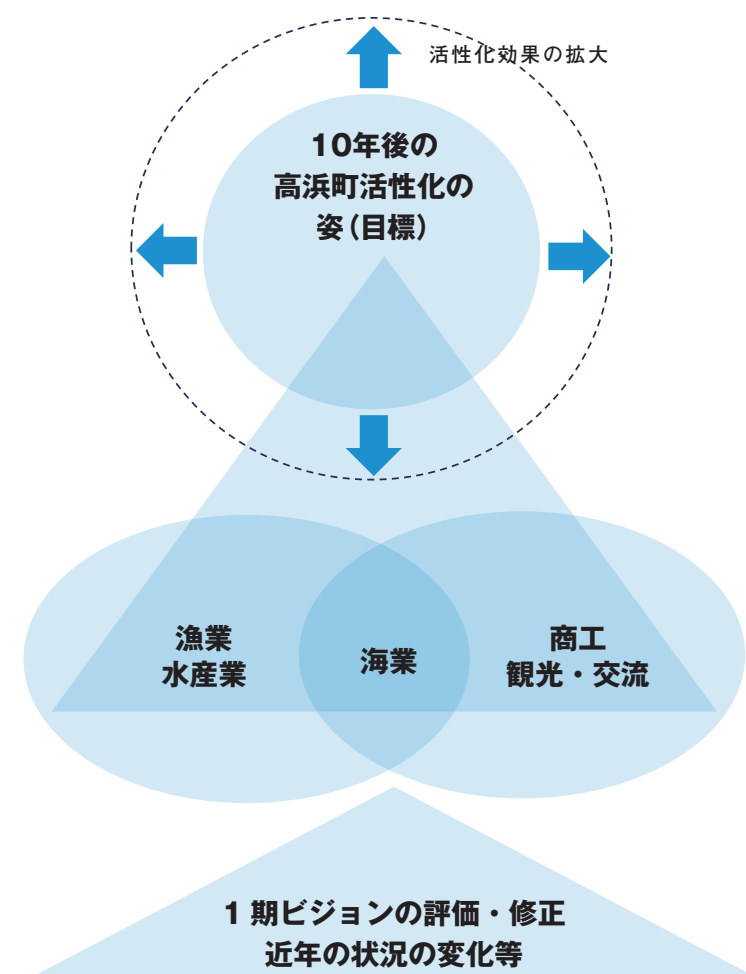 活性化効果の拡大
10年後の
高浜町活性化の
姿（目標）
漁業
水産業
海業
商工
観光・交流
1 期ビジョンの評価・修正
近年の状況の変化等